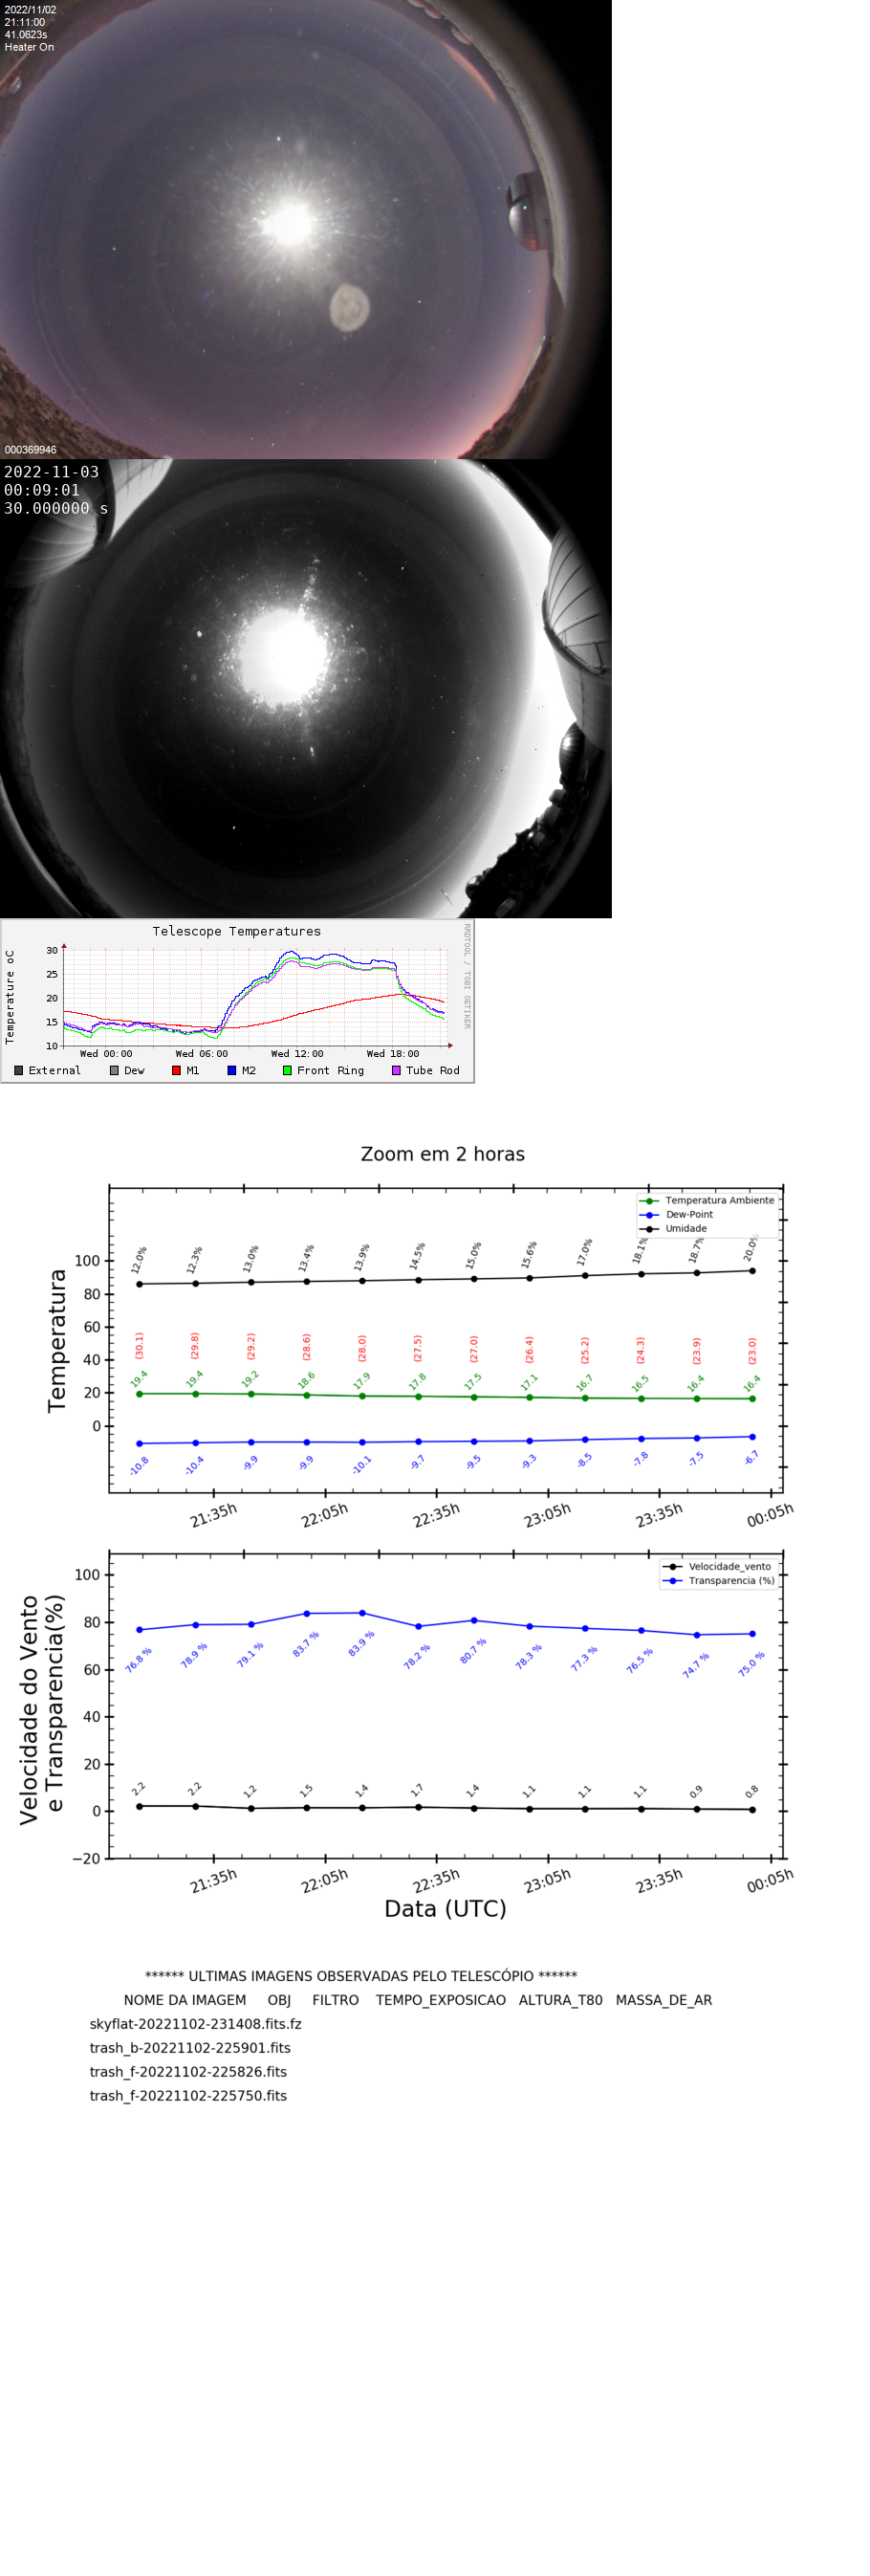 2022/11/02
21:11:00
41.0623s
Heater On
000369946
2022-11-03
00:09:01
30.000000 s
Telescope Temperatures
RRDTOOL / TOBI OETIKER
Temperature oC
30
25
20
15
10
Wed 00:00 Wed 06:00 Wed 12:00 Wed 18:00
External Dew M1 M2 Front Ring Tube Rod
Zoom em 2 horas
Temperatura Ambiente
Dew-Point
Umidade
Temperatura
100
80
60
40
20
0
12.0% 12.3% 13.0% 13.4% 13.9% 14.5% 15.0% 15.6% 17.0% 18.1% 18.7% 20.0%
(30.1) (29.8) (29.2) (28.6) (28.0) (27.5) (27.0) (26.4) (25.2) (24.3) (23.9) (23.0)
19.4 19.4 19.2 18.6 17.9 17.8 17.5 17.1 16.7 16.5 16.4 16.4
-10.8 -10.4 -9.9 -9.9 -10.1 -9.7 -9.5 -9.3 -8.5 -7.8 -7.5 -6.7
21:35h 22:05h 22:35h 23:05h 23:35h 00:05h
Velocidade_vento
Transparencia (%)
Velocidade do Vento
e Transparencia(%)
100
80
60
40
20
0
−20
76.8 % 78.9 % 79.1 % 83.7 % 83.9 % 78.2 % 80.7 % 78.3 % 77.3 % 76.5 % 74.7 % 75.0 %
2.2 2.2 1.2 1.5 1.4 1.7 1.4 1.1 1.1 1.1 0.9 0.8
21:35h 22:05h 22:35h 23:05h 23:35h 00:05h
Data (UTC)
****** ULTIMAS IMAGENS OBSERVADAS PELO TELESCÓPIO ******
NOME DA IMAGEM OBJ FILTRO TEMPO_EXPOSICAO ALTURA_T80 MASSA_DE_AR
skyflat-20221102-231408.fits.fz
trash_b-20221102-225901.fits
trash_f-20221102-225826.fits
trash_f-20221102-225750.fits